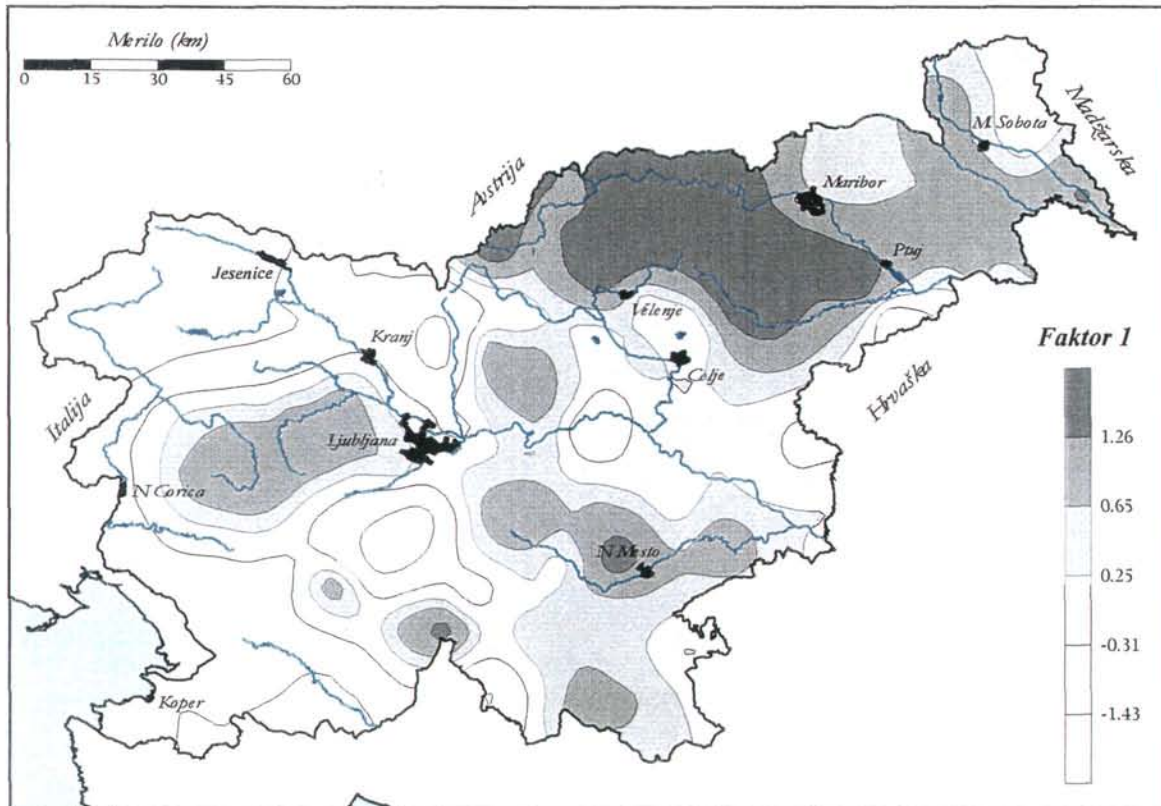 Merilo (km)
0 15 30 45 60
M. Sobota
Madžarska
Avstrija
Maribor
Ptuj
Jesenice
Velenje
Kranj
Celje
Hrvaška
Faktor 1
Italija
Ljubljana
N Gorica
N Mesto
Koper
1.26
0.65
0.25
-0.31
-1.43